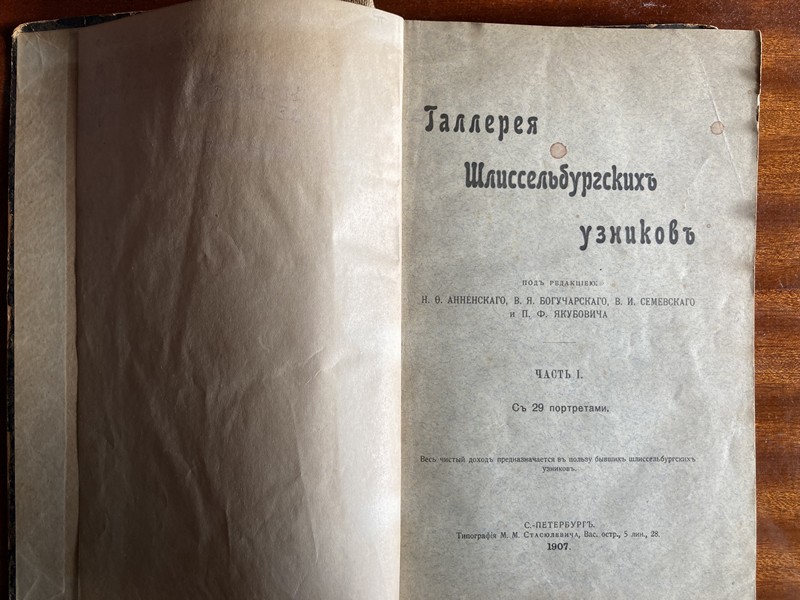 Галлерея
Шлиссельбургскихъ
узниковъ
ПОДЪ РЕДАКЦІЕЮ:
Н. Ѳ. АННЕНСКАГО, В. Я. БОГУЧАРСКАГО, В. И. СЕМЕВСКАГО
и П. Ф. ЯКУБОВИЧА
ЧАСТЬ I.
Съ 29 портретами.
Весь чистый доходъ предназначается въ пользу бывшихъ шлиссельбургскихъ
узниковъ.
С.-ПЕТЕРБУРГЪ.
Типографія М. М. Стасюлевича, Вас. остр., 5 лин., 28.
1907.